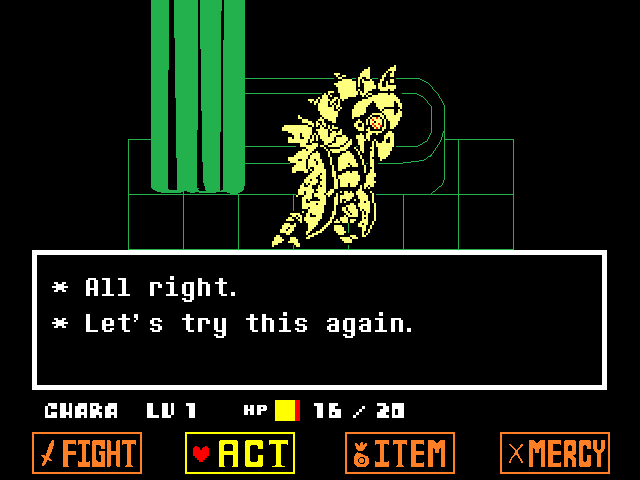 * All right.
* Let's try this again.
CHARA LV 1 HP 16 / 20
FIGHT ACT ITEM MERCY